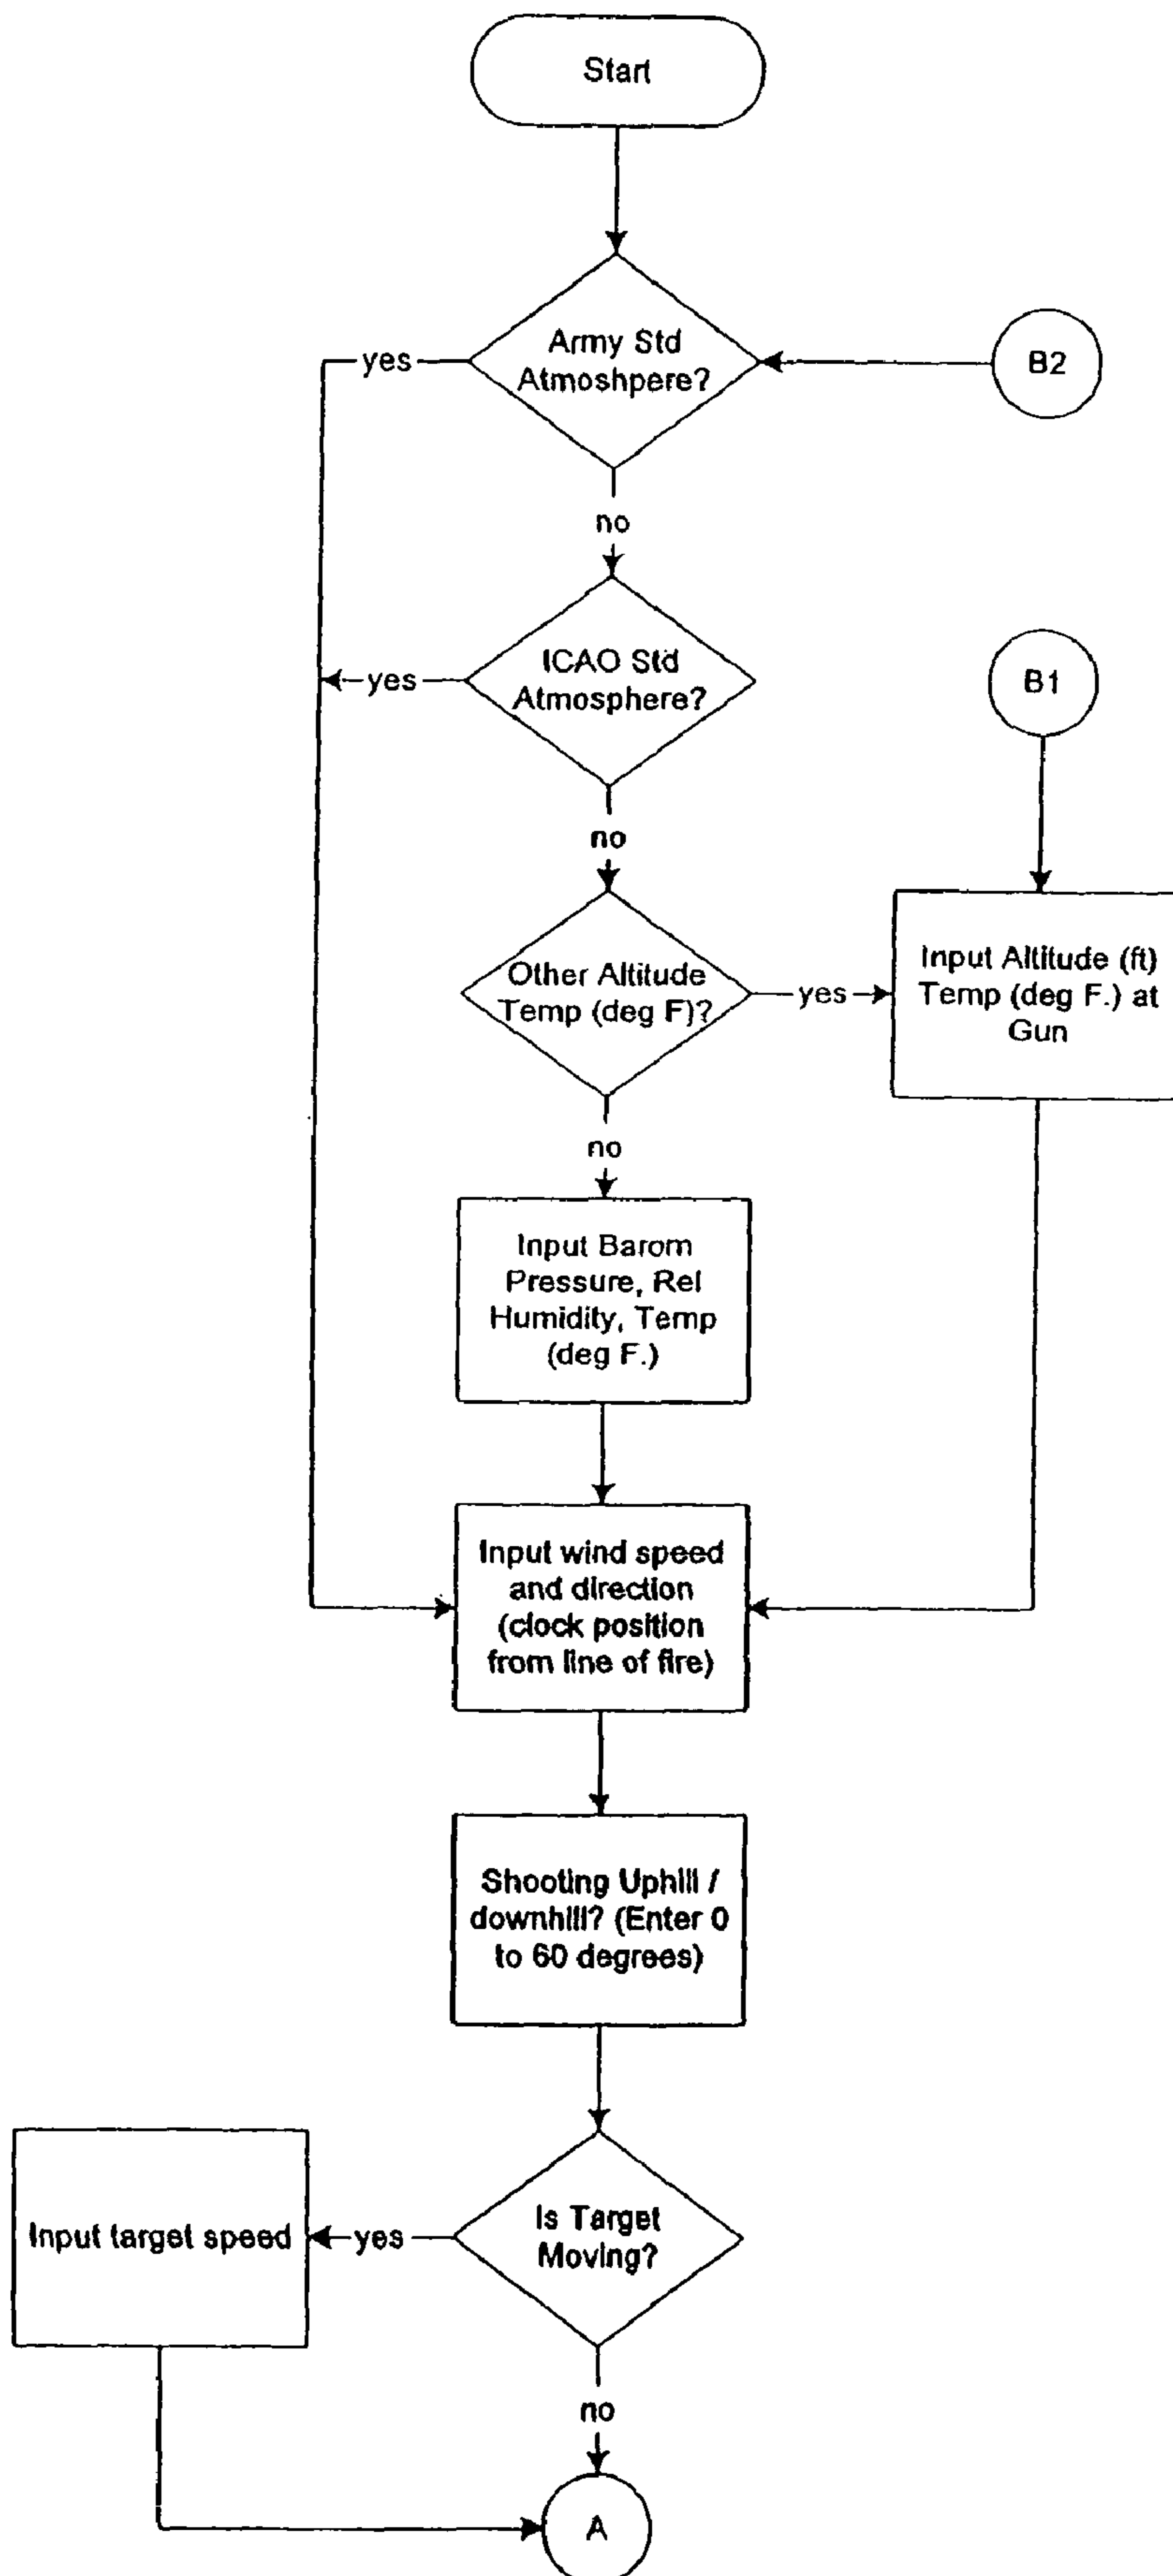 Start
Army Std
Atmoshpere?
yes
B2
no
ICAO Std
Atmosphere?
yes
B1
no
Other Altitude
Temp (deg F)?
yes
Input Altitude (ft)
Temp (deg F.) at
Gun
no
Input Barom
Pressure, Rel
Humidity, Temp
(deg F.)
Input wind speed
and direction
(clock position
from line of fire)
Shooting Uphill /
downhill? (Enter 0
to 60 degrees)
Is Target
Moving?
yes
Input target speed
no
A